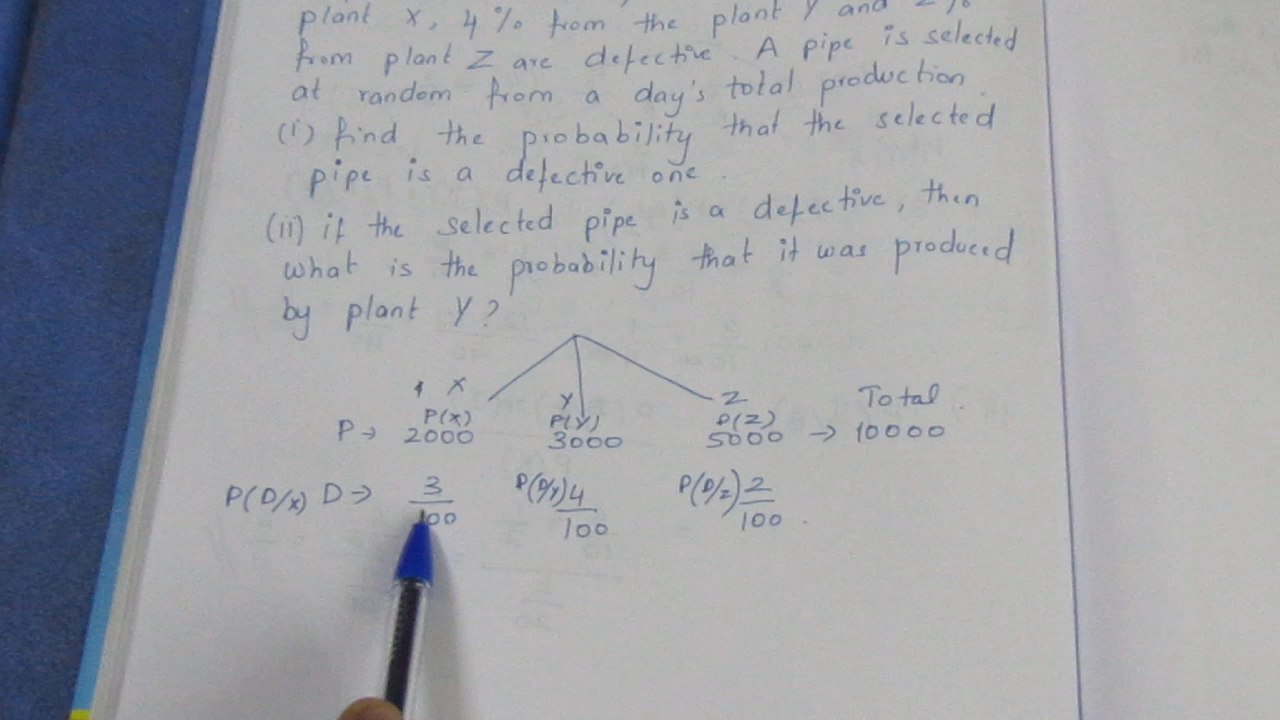 plant X, 4% from the plant Y and 2%
from plant Z are defective. A pipe is selected
at random from a day's total production.
(i) find the probability that the selected
pipe is a defective one.
(ii) if the selected pipe is a defective, then
what is the probability that it was produced
by plant Y?
X Y Z Total
P(X) P(Y) P(Z)
P → 2000 3000 5000 → 10000
P(D/x) D → 3/100 P(D/y) 4/100 P(D/z) 2/100.